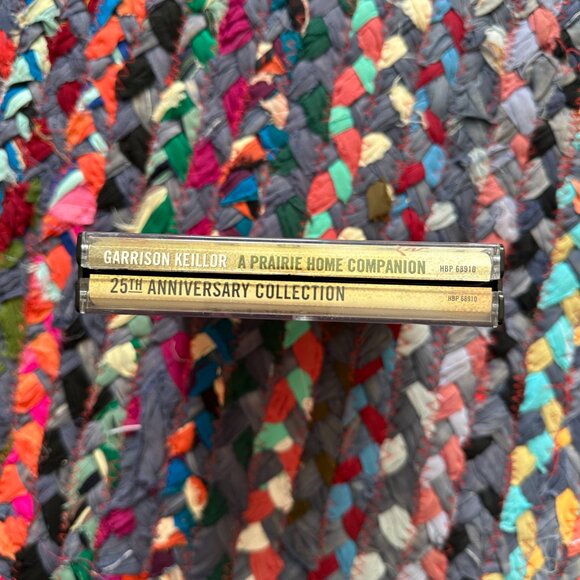 GARRISON KEILLOR A PRAIRIE HOME COMPANION HBP 68910
25TH ANNIVERSARY COLLECTION HBP 68910